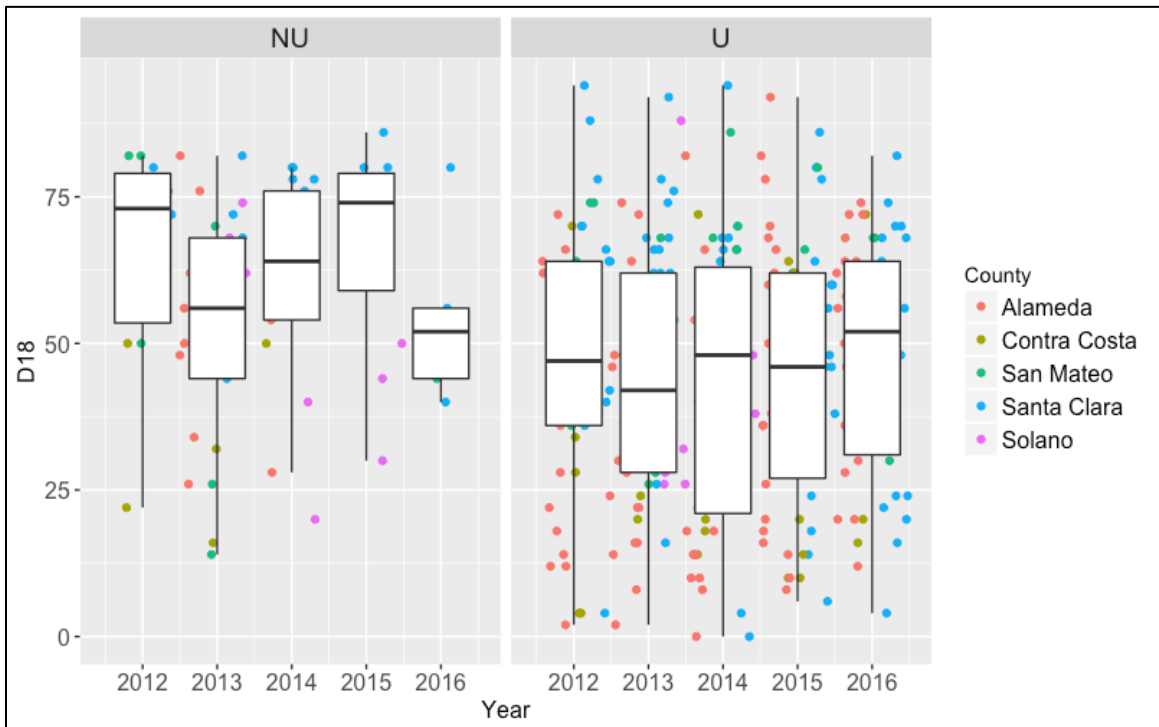 NU U
75
50
25
0
D18
2012 2013 2014 2015 2016 2012 2013 2014 2015 2016
Year
County
Alameda
Contra Costa
San Mateo
Santa Clara
Solano